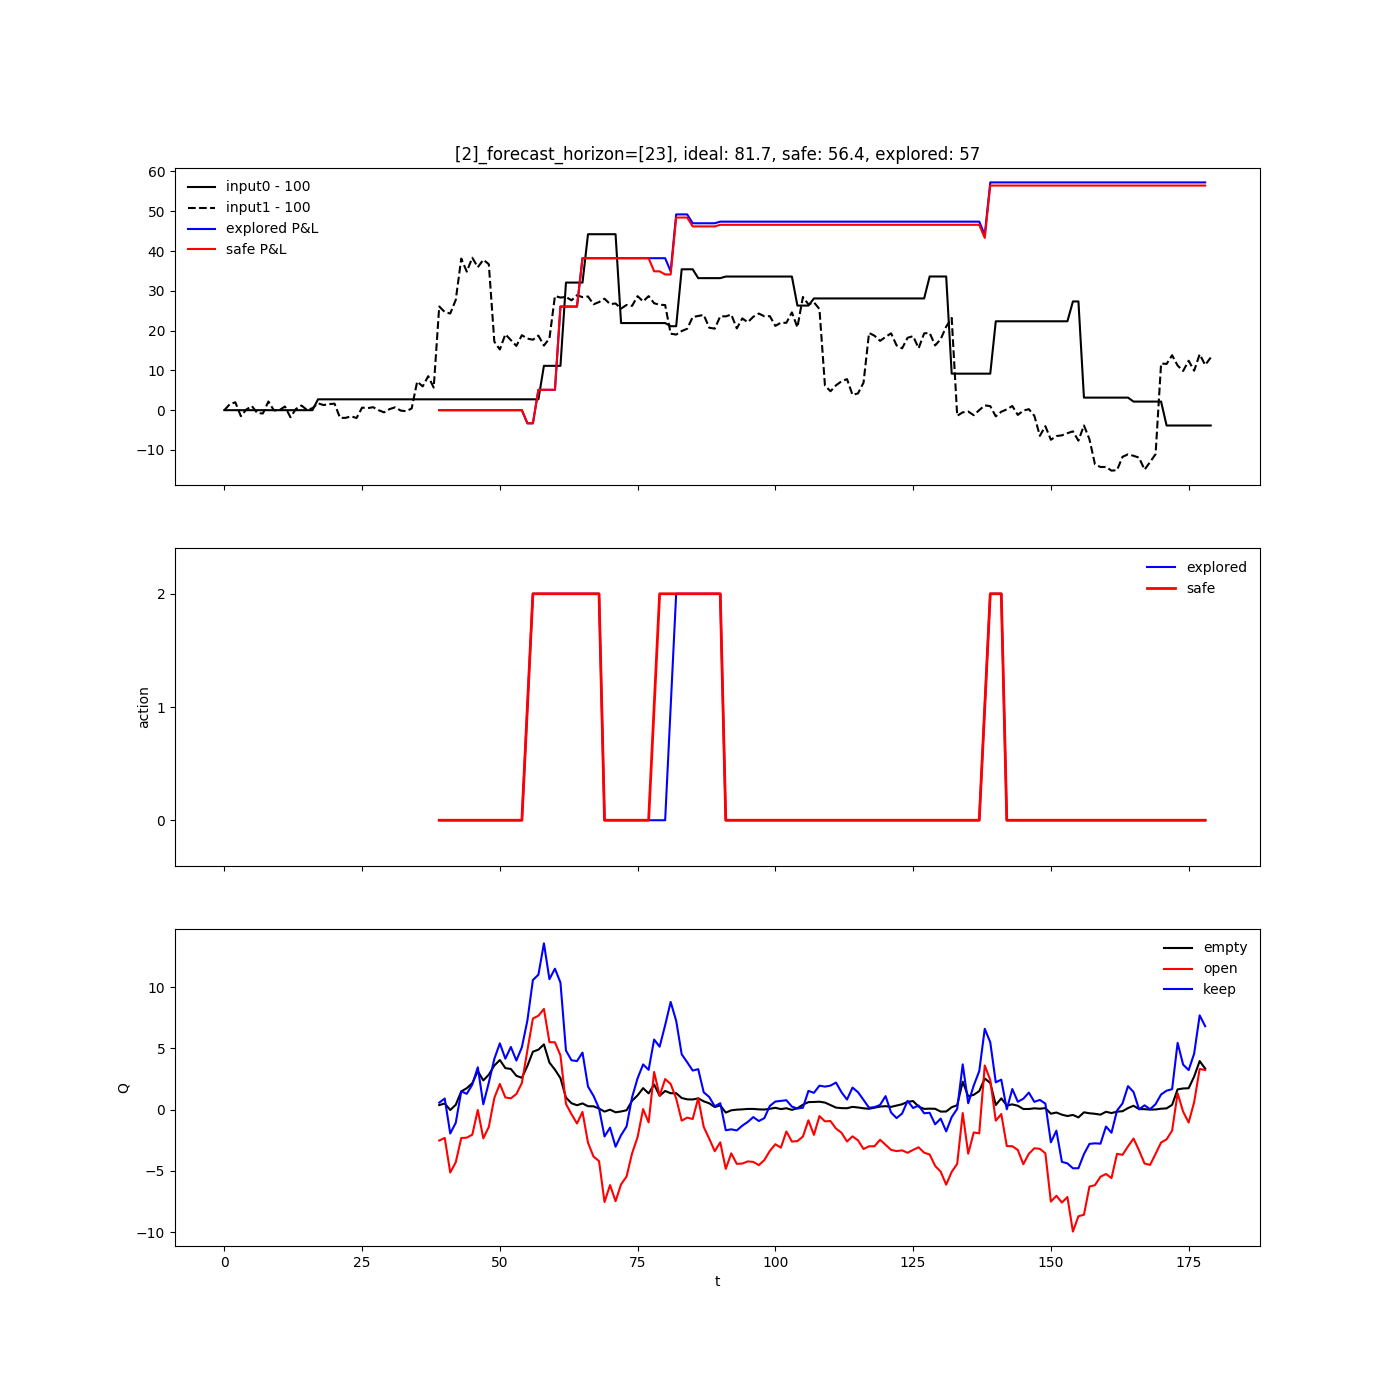 [2]_forecast_horizon=[23], ideal: 81.7, safe: 56.4, explored: 57
60
50
40
30
20
10
0
−10
input0 - 100
input1 - 100
explored P&L
safe P&L
action
2
1
0
explored
safe
Q
10
5
0
−5
−10
empty
open
keep
0 25 50 75 100 125 150 175
t